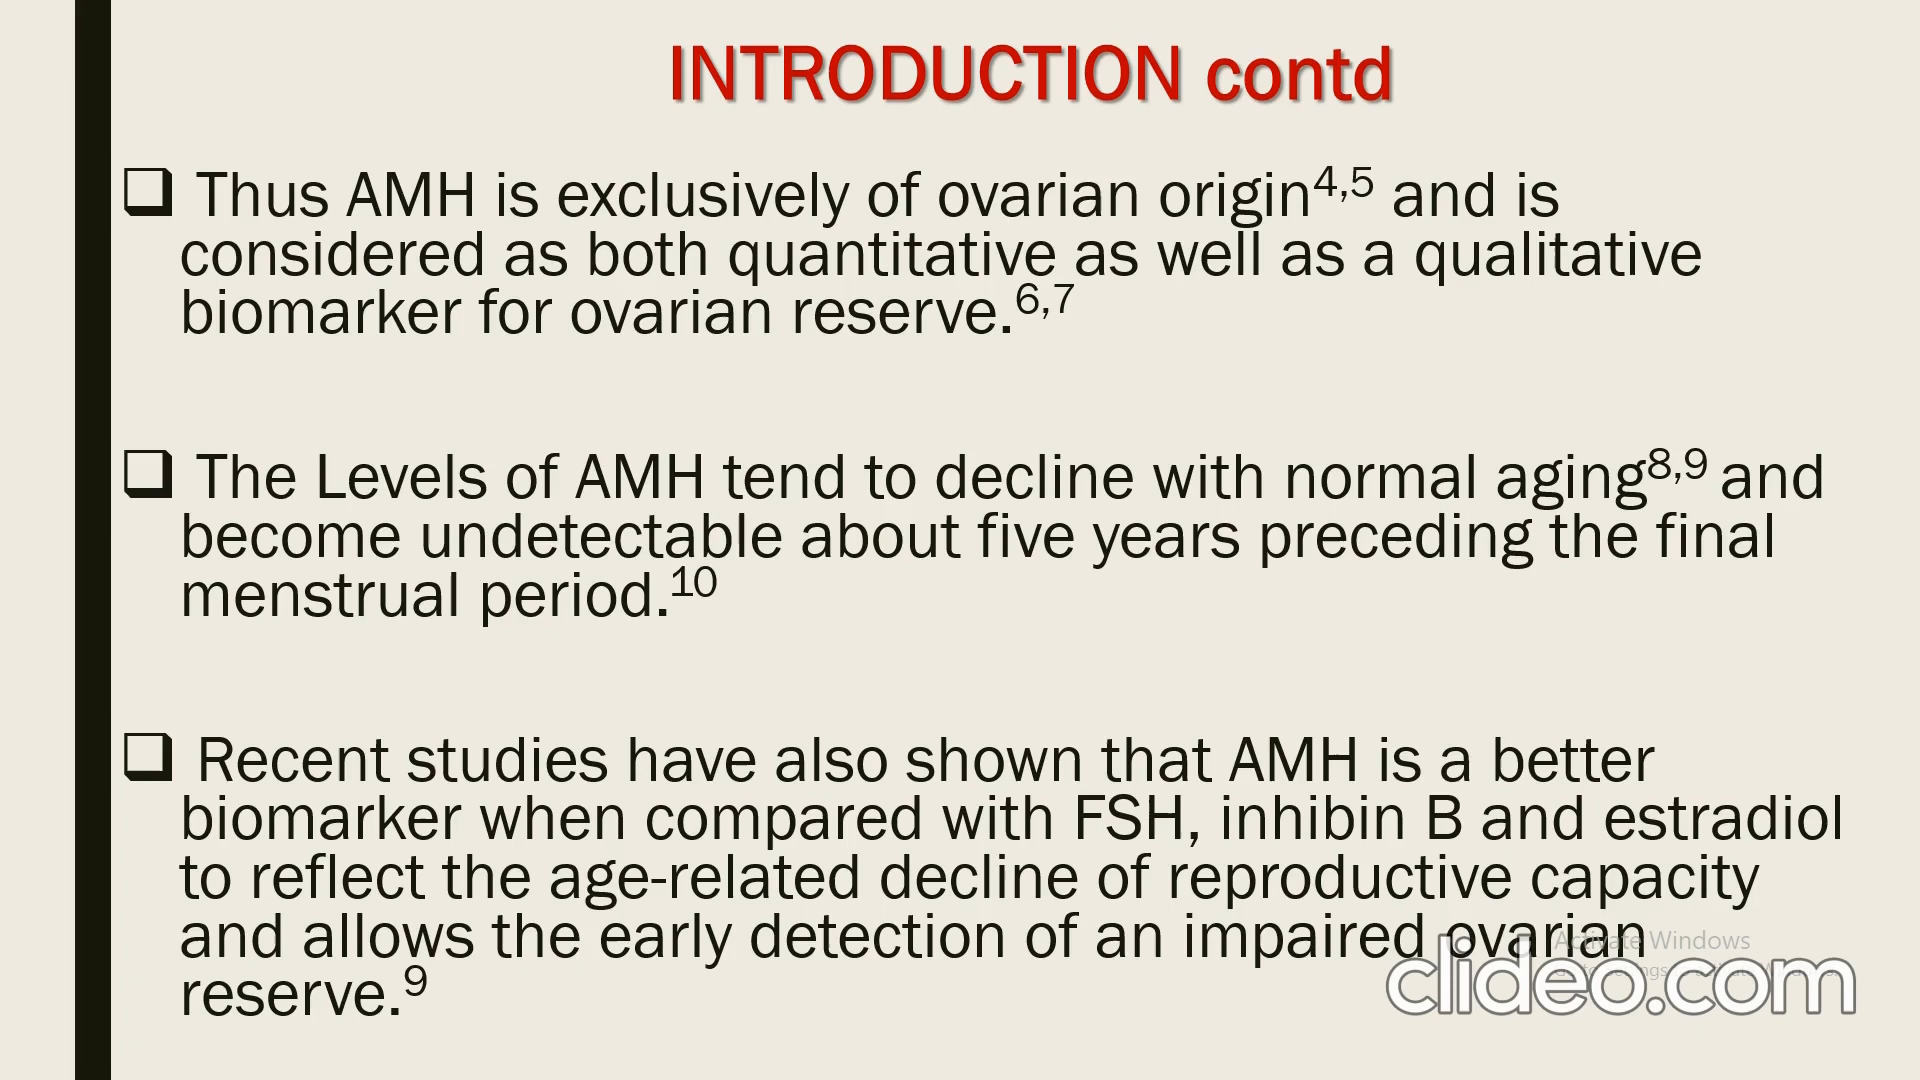 INTRODUCTION contd
❑ Thus AMH is exclusively of ovarian origin4,5 and is
considered as both quantitative as well as a qualitative
biomarker for ovarian reserve.6,7
❑ The Levels of AMH tend to decline with normal aging8,9 and
become undetectable about five years preceding the final
menstrual period.10
❑ Recent studies have also shown that AMH is a better
biomarker when compared with FSH, inhibin B and estradiol
to reflect the age-related decline of reproductive capacity
and allows the early detection of an impaired ovarian
reserve.9
Activate Windows
clideo.com